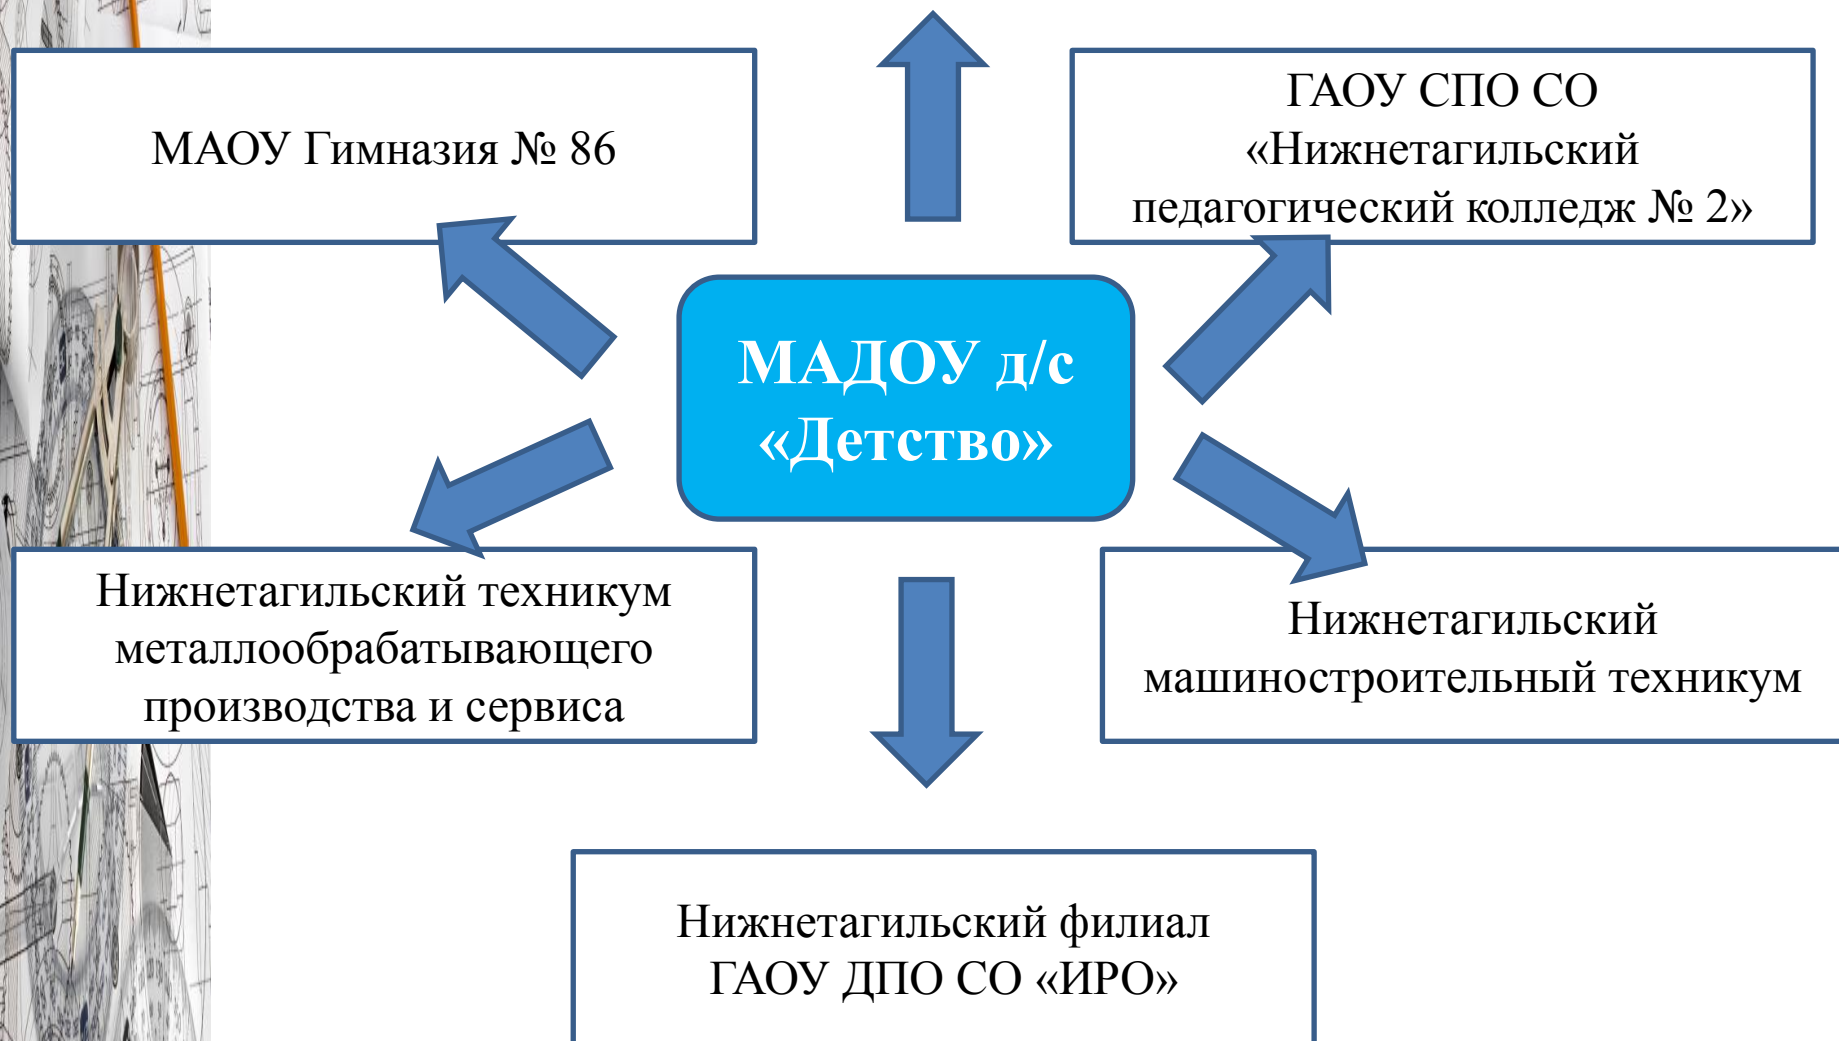 МАОУ Гимназия № 86
ГАОУ СПО СО
«Нижнетагильский
педагогический колледж № 2»
МАДОУ д/с
«Детство»
Нижнетагильский техникум
металлообрабатывающего
производства и сервиса
Нижнетагильский
машиностроительный техникум
Нижнетагильский филиал
ГАОУ ДПО СО «ИРО»